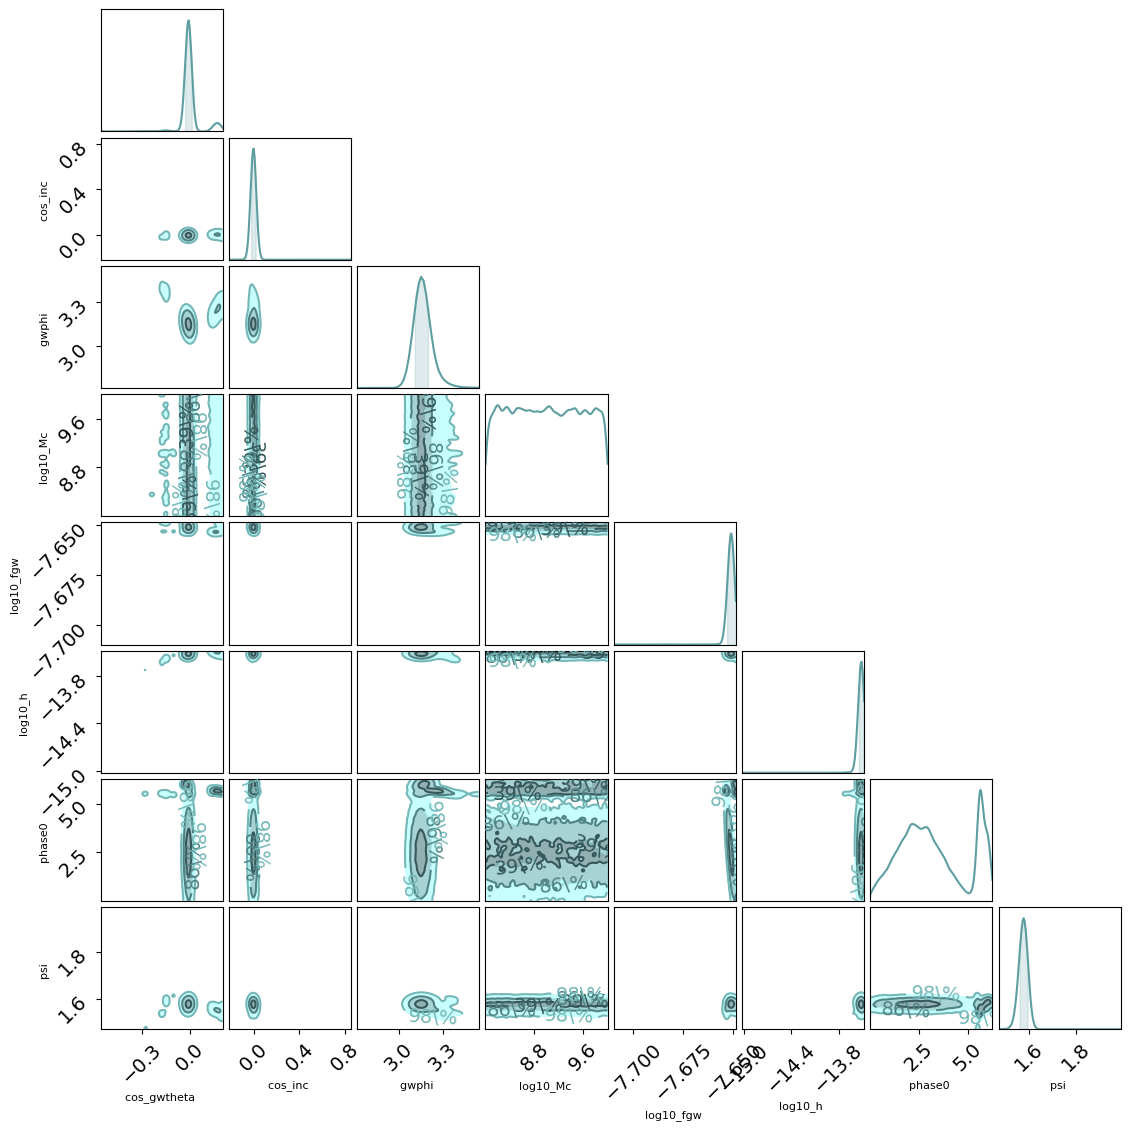 0.8
0.4
0.0
cos_inc
3.3
3.0
gwphi
9.6
8.8
log10_Mc
−7.650
−7.675
−7.700
log10_fgw
−13.8
−14.4
−15.0
log10_h
5.0
2.5
phase0
1.8
1.6
psi
−0.3 0.0
cos_gwtheta
0.0 0.4 0.8
cos_inc
3.0 3.3
gwphi
8.8 9.6
log10_Mc
−7.700 −7.675 −7.650
log10_fgw
−15.0 −14.4 −13.8
log10_h
2.5 5.0
phase0
1.6 1.8
psi